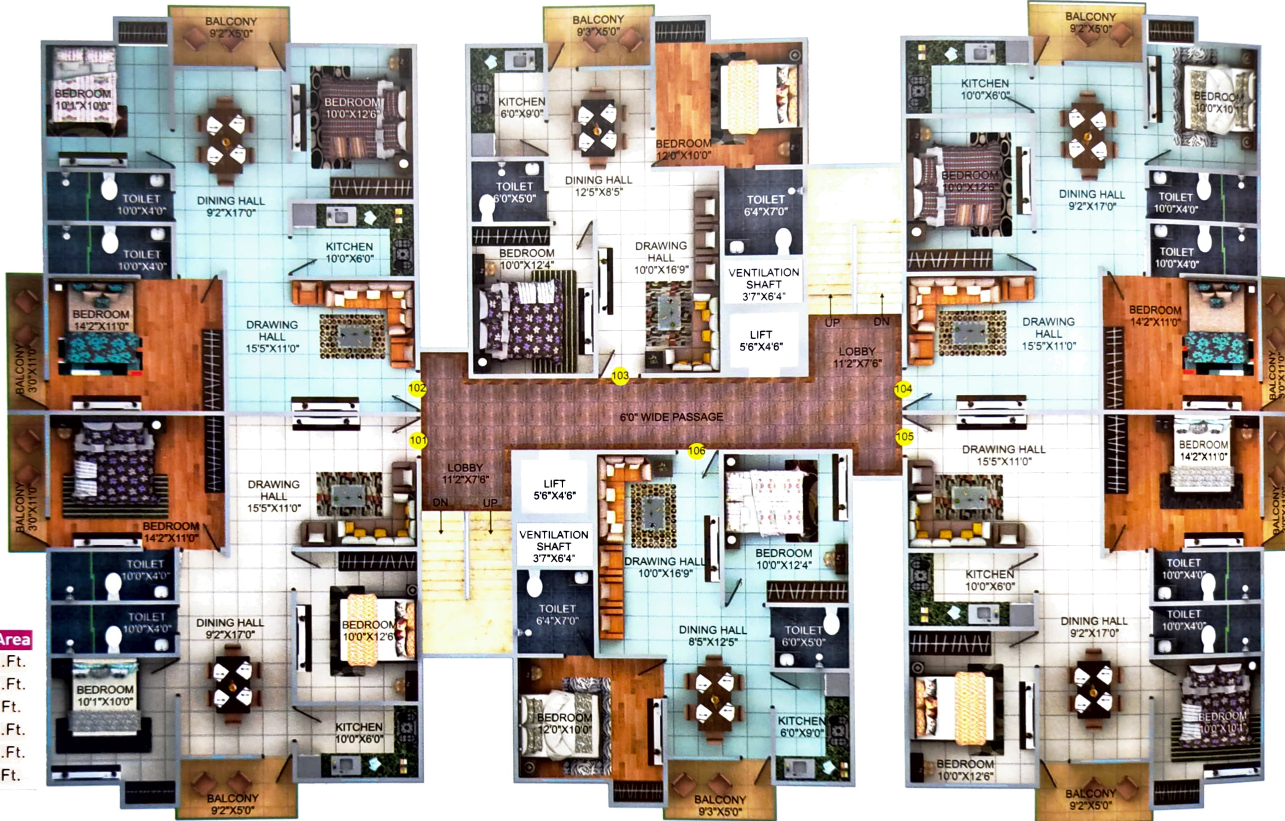 BALCONY
9'2"X5'0"
BEDROOM
10'1"X10'0"
BEDROOM
10'0"X12'6"
TOILET
10'0"X4'0"
DINING HALL
9'2"X17'0"
TOILET
10'0"X4'0"
KITCHEN
10'0"X6'0"
BEDROOM
14'2"X11'0"
DRAWING
HALL
15'5"X11'0"
BALCONY
3'0"X11'0"
102
BALCONY
9'3"X5'0"
KITCHEN
6'0"X9'0"
BEDROOM
12'0"X10'0"
DINING HALL
12'5"X8'5"
TOILET
6'0"X5'0"
TOILET
6'4"X7'0"
BEDROOM
10'0"X12'4"
DRAWING
HALL
10'0"X16'9"
VENTILATION
SHAFT
3'7"X6'4"
LIFT
5'6"X4'6"
UP
DN
LOBBY
11'2"X7'6"
103
BALCONY
9'2"X5'0"
KITCHEN
10'0"X6'0"
BEDROOM
BEDROOM
10'0"X12'6"
DINING HALL
9'2"X17'0"
TOILET
10'0"X4'0"
TOILET
10'0"X4'0"
BEDROOM
14'2"X11'0"
DRAWING
HALL
15'5"X11'0"
BALCONY
104
6'0" WIDE PASSAGE
101
BALCONY
3'0"X11'0"
LOBBY
11'2"X7'6"
DN
UP
DRAWING
HALL
15'5"X11'0"
BEDROOM
14'2"X11'0"
TOILET
10'0"X4'0"
TOILET
10'0"X4'0"
DINING HALL
9'2"X17'0"
BEDROOM
10'0"X12'6"
BEDROOM
10'1"X10'0"
KITCHEN
10'0"X6'0"
BALCONY
9'2"X5'0"
106
LIFT
5'6"X4'6"
VENTILATION
SHAFT
3'7"X6'4"
DRAWING HALL
10'0"X16'9"
BEDROOM
10'0"X12'4"
TOILET
6'4"X7'0"
DINING HALL
8'5"X12'5"
TOILET
6'0"X5'0"
BEDROOM
12'0"X10'0"
KITCHEN
6'0"X9'0"
BALCONY
9'3"X5'0"
105
DRAWING HALL
15'5"X11'0"
BEDROOM
14'2"X11'0"
BALCONY
KITCHEN
10'0"X6'0"
TOILET
10'0"X4'0"
TOILET
10'0"X4'0"
DINING HALL
9'2"X17'0"
BEDROOM
10'0"X12'6"
BEDROOM
10'0"X10'1"
BALCONY
9'2"X5'0"
Area
.Ft.
.Ft.
Ft.
.Ft.
.Ft.
Ft.